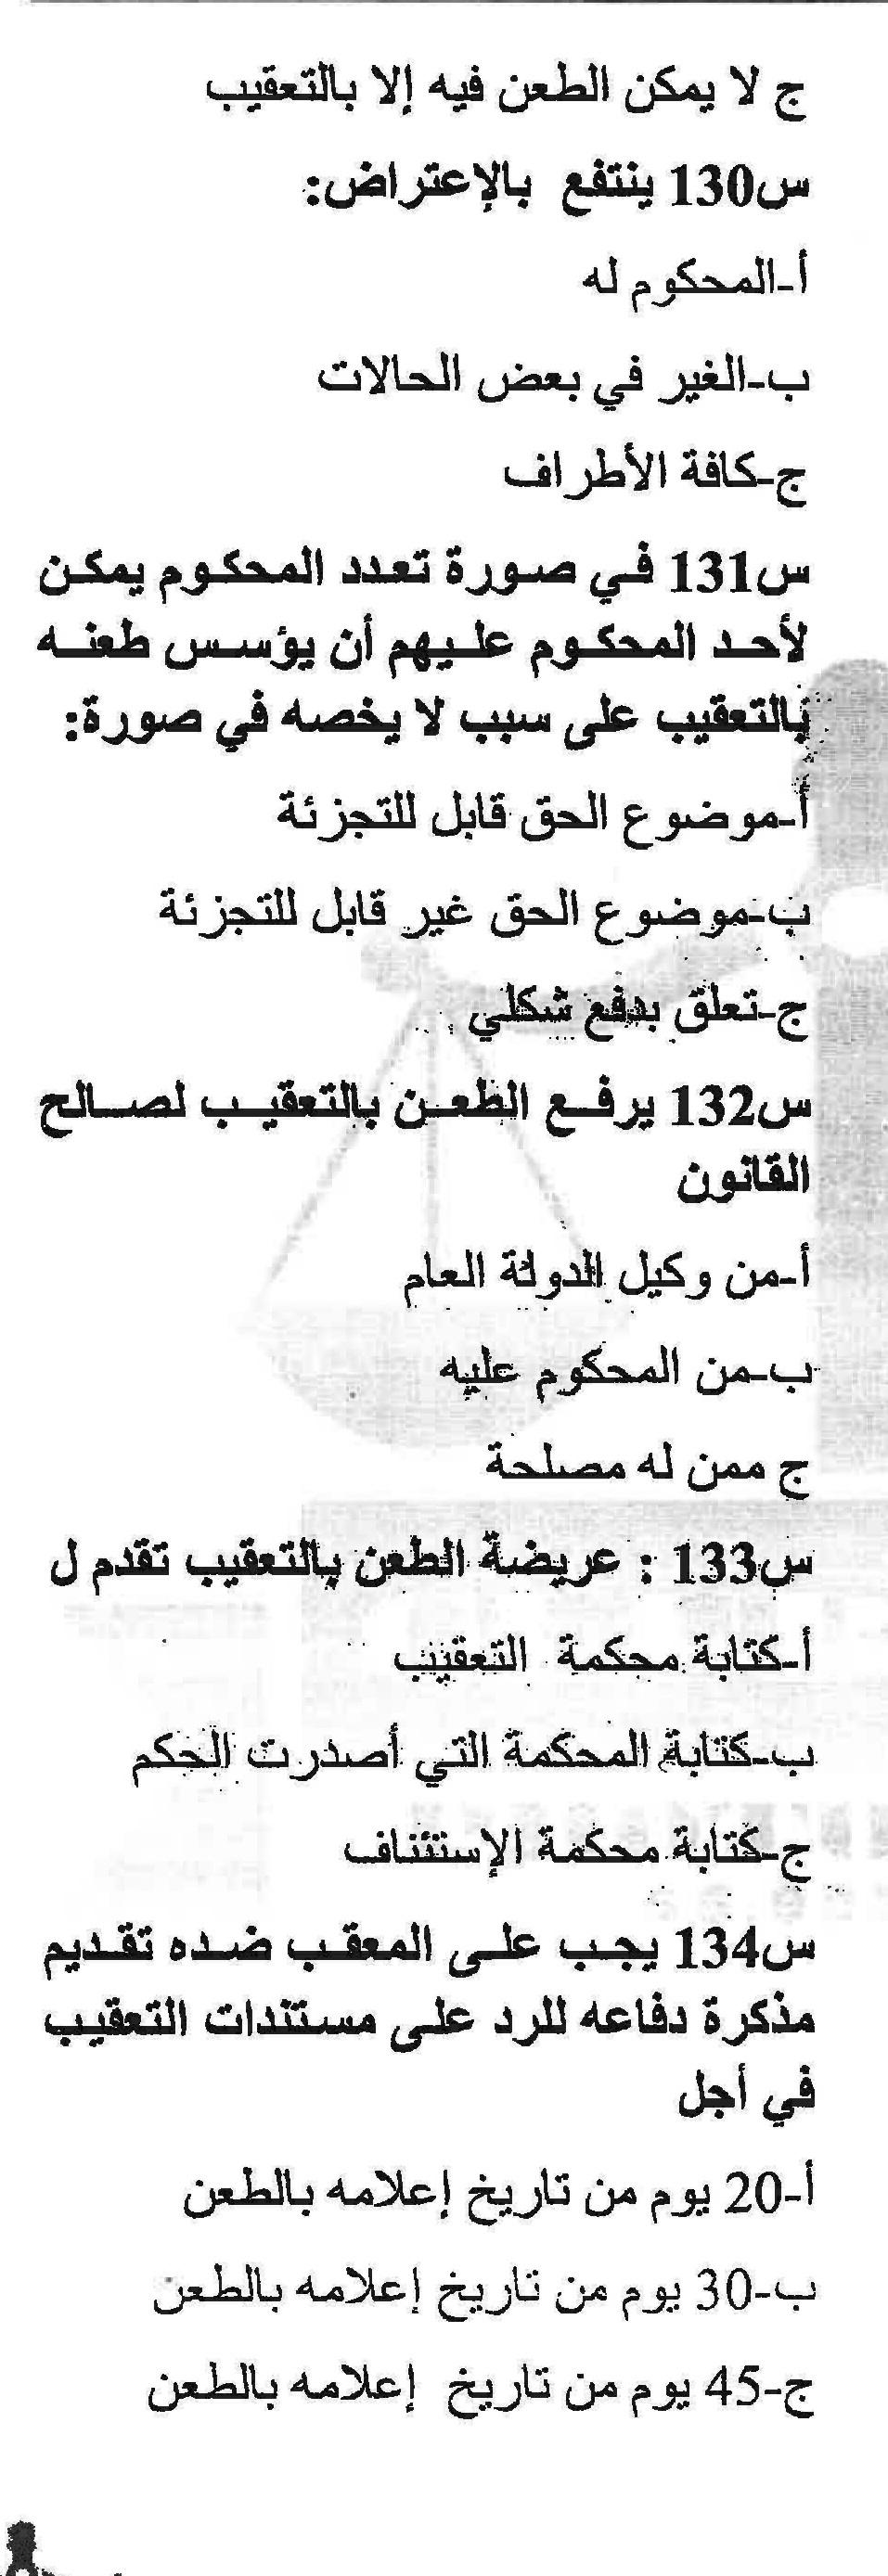 ج لا يمكن الطعن فيه إلا بالتعقيب
س130 ينتفع بالإعتراض:
أ-المحكوم له
ب-الغير في بعض الحالات
ج-كافة الأطراف
س131 في صورة تعدد المحكوم يمكن
لأحد المحكوم عليهم أن يؤسس طعنه
بالتعقيب على سبب لا يخصه في صورة:
أ-موضوع الحق قابل للتجزئة
ب-موضوع الحق غير قابل للتجزئة
ج-تعلق بدفع شكلي
س132 يرفع الطعن بالتعقيب لصالح
القانون
أ-من وكيل الدولة العام
ب-من المحكوم عليه
ج ممن له مصلحة
س133 : عريضة الطعن بالتعقيب تقدم ل
أ-كتابة محكمة التعقيب
ب-كتابة المحكمة التي أصدرت الحكم
ج-كتابة محكمة الإستئناف
س134 يجب على المعقب ضده تقديم
مذكرة دفاعه للرد على مستندات التعقيب
في أجل
أ-20 يوم من تاريخ إعلامه بالطعن
ب-30 يوم من تاريخ إعلامه بالطعن
ج-45 يوم من تاريخ إعلامه بالطعن